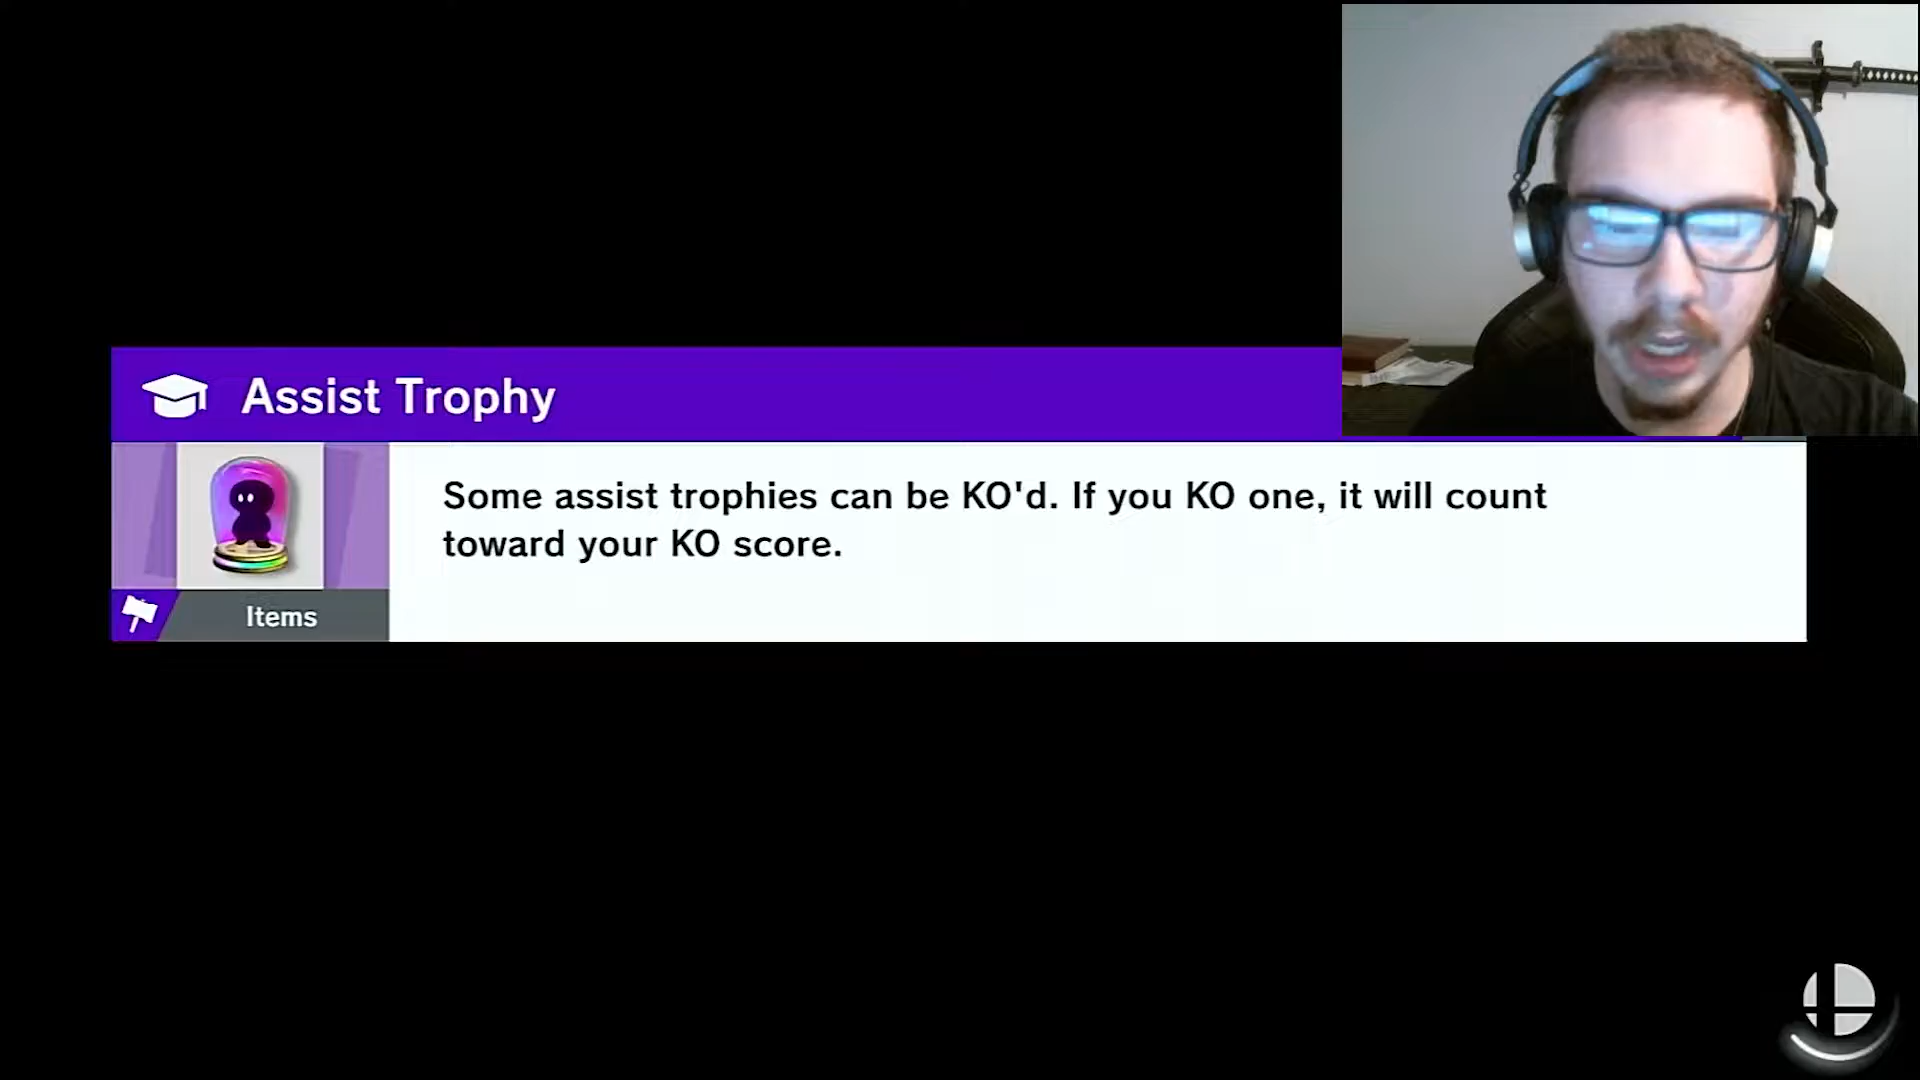 Assist Trophy
Some assist trophies can be KO'd. If you KO one, it will count
toward your KO score.
Items